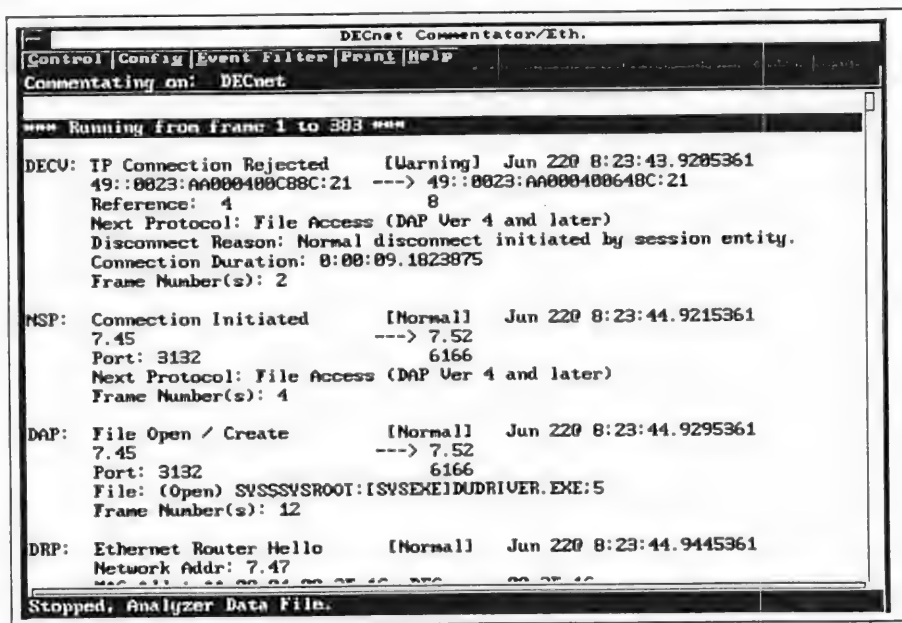 DECnet Commentator/Eth.
Control Config Event Filter Print Help
Commentating on: DECnet
*** Running from frame 1 to 303 ***
DECV: TP Connection Rejected [Warning] Jun 22@ 8:23:43.9205361
49::0023:AA000400C88C:21 ---> 49::0023:AA000400648C:21
Reference: 4 8
Next Protocol: File Access (DAP Ver 4 and later)
Disconnect Reason: Normal disconnect initiated by session entity.
Connection Duration: 0:00:09.1823875
Frame Number(s): 2
NSP: Connection Initiated [Normal] Jun 22@ 8:23:44.9215361
7.45 ---> 7.52
Port: 3132 6166
Next Protocol: File Access (DAP Ver 4 and later)
Frame Number(s): 4
DAP: File Open / Create [Normal] Jun 22@ 8:23:44.9295361
7.45 ---> 7.52
Port: 3132 6166
File: (Open) SYS$SYSROOT:[SYSEXE]DUDRIVER.EXE;5
Frame Number(s): 12
DRP: Ethernet Router Hello [Normal] Jun 22@ 8:23:44.9445361
Network Addr: 7.47
Stopped, Analyzer Data File.